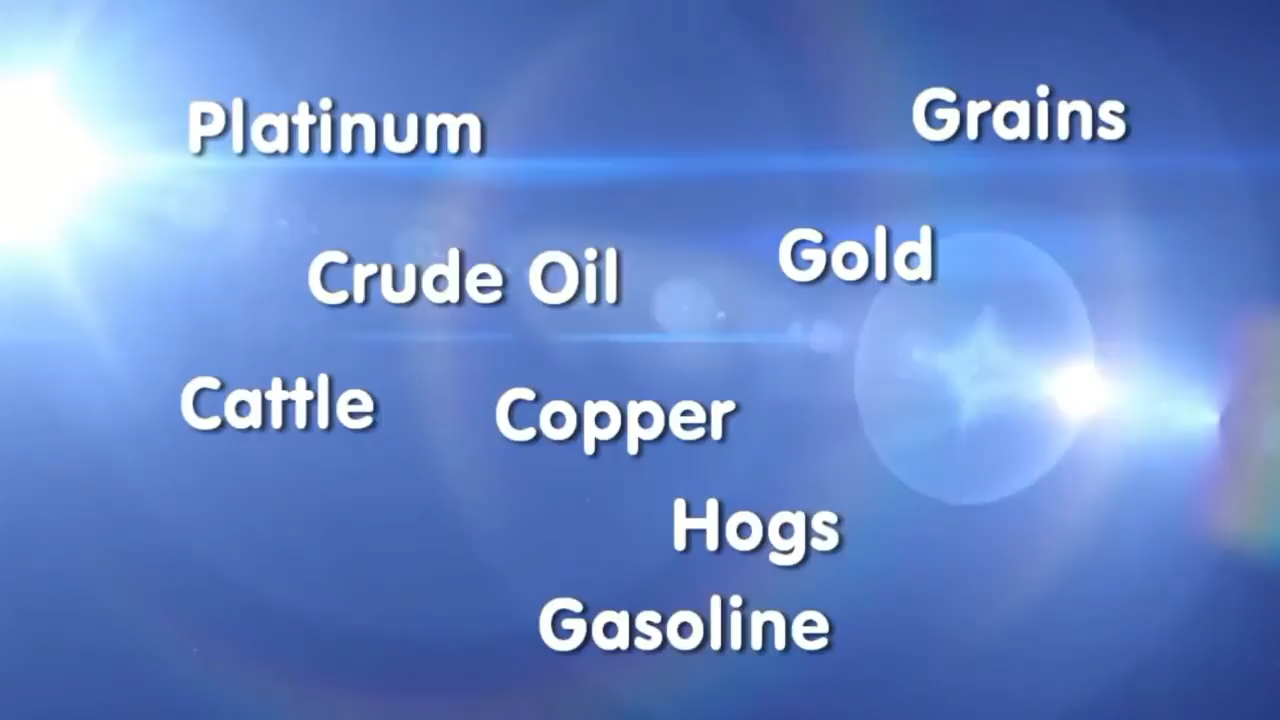 Platinum
Grains
Crude Oil
Gold
Cattle
Copper
Hogs
Gasoline